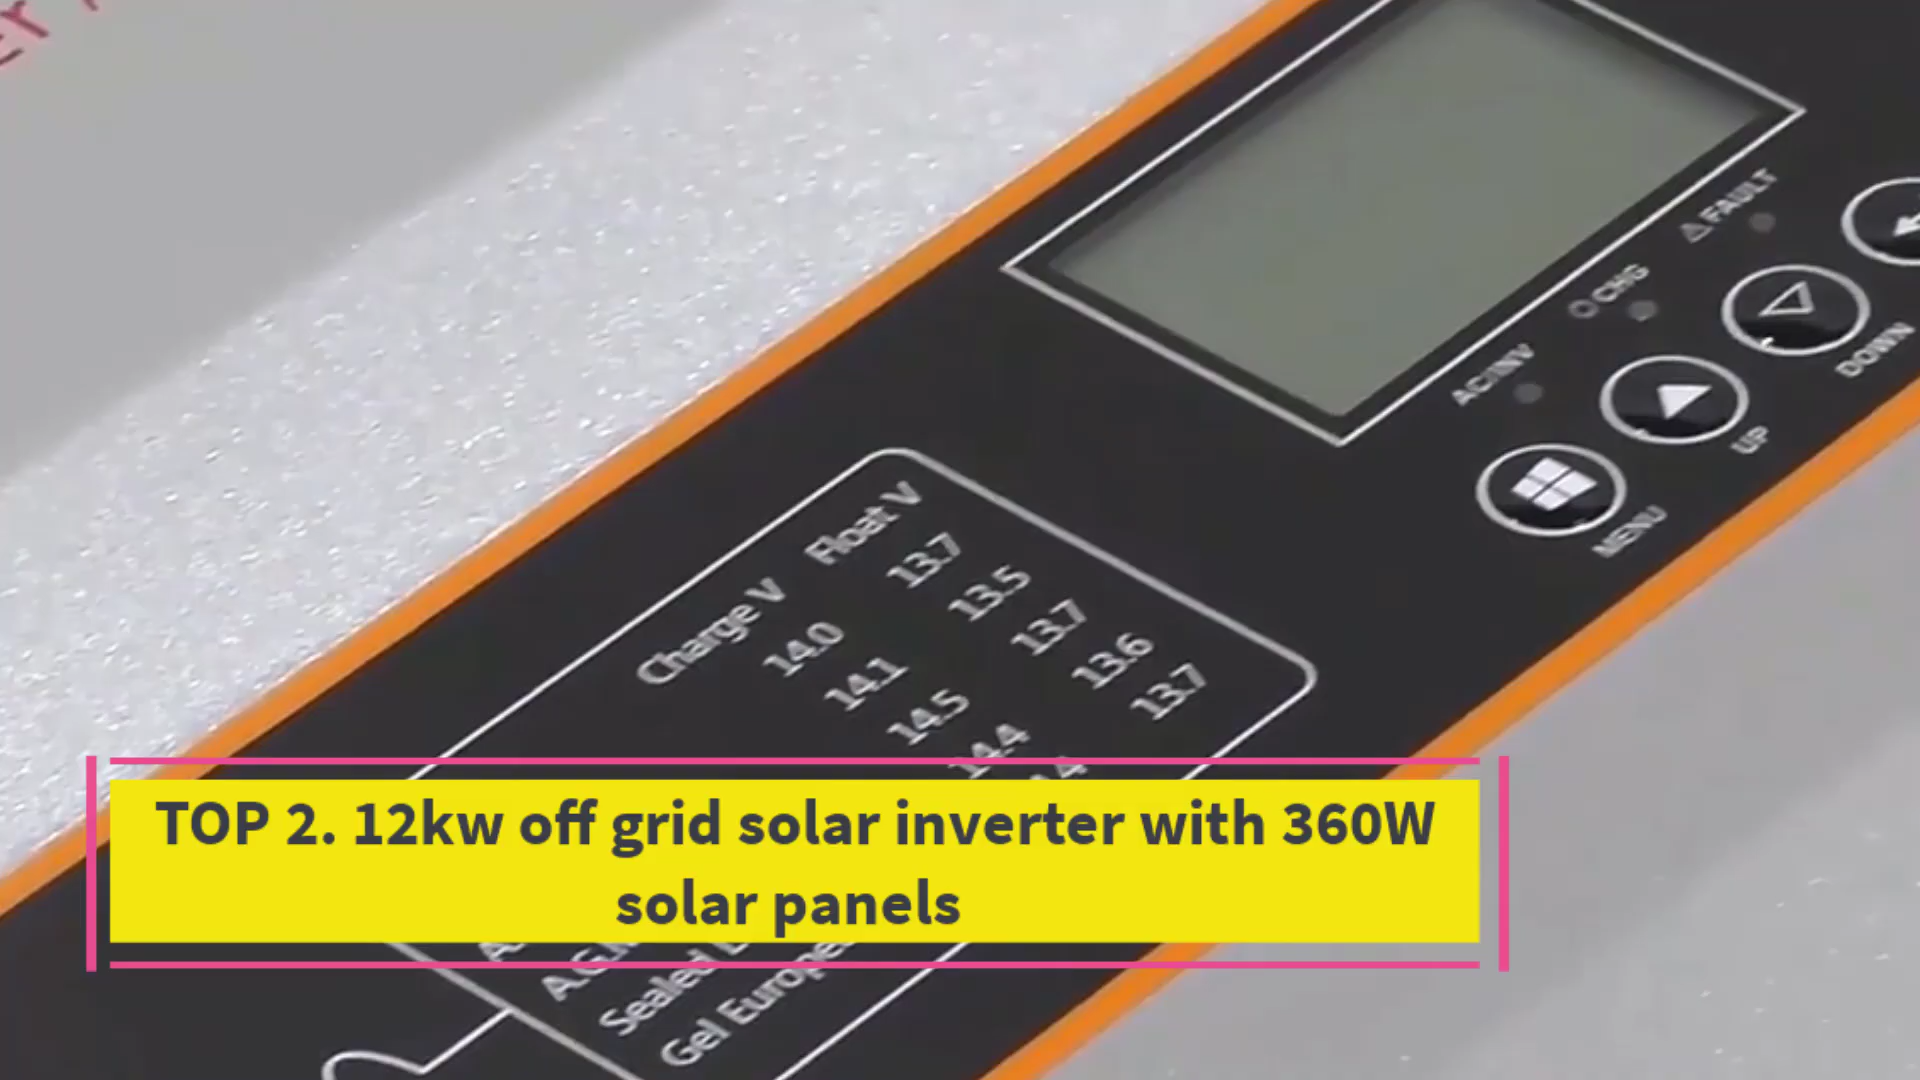 FAULT
CHG
AC/INV
DOWN
UP
MENU
Charge V Float V
14.0 13.7
14.1 13.5
14.5 13.7
14.4 13.6
13.7
TOP 2. 12kw off grid solar inverter with 360W
solar panels
Sealed
Gel